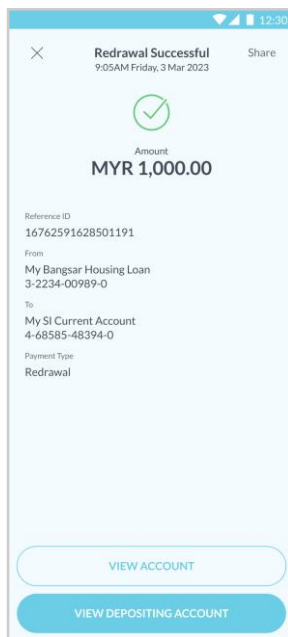 12:30
Redrawal Successful
Share
9:05AM Friday, 3 Mar 2023
Amount
MYR 1,000.00
Reference ID
16762591628501191
From
My Bangsar Housing Loan
3-2234-00989-0
To
My SI Current Account
4-68585-48394-0
Payment Type
Redrawal
VIEW ACCOUNT
VIEW DEPOSITING ACCOUNT